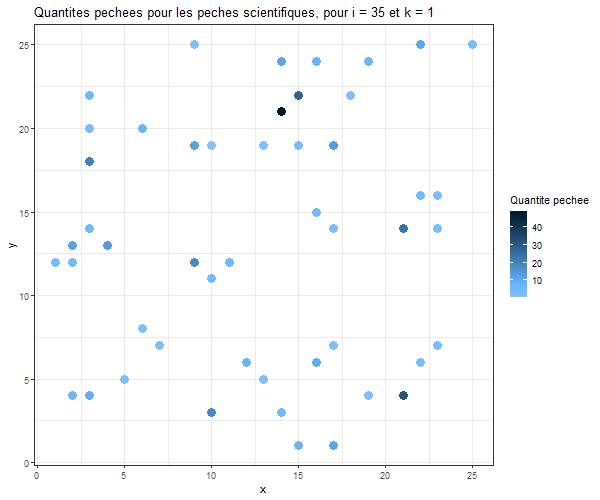 Quantites pechees pour les peches scientifiques, pour i = 35 et k = 1
25
20
15
10
5
0
y
0 5 10 15 20 25
x
Quantite pechee
40
30
20
10